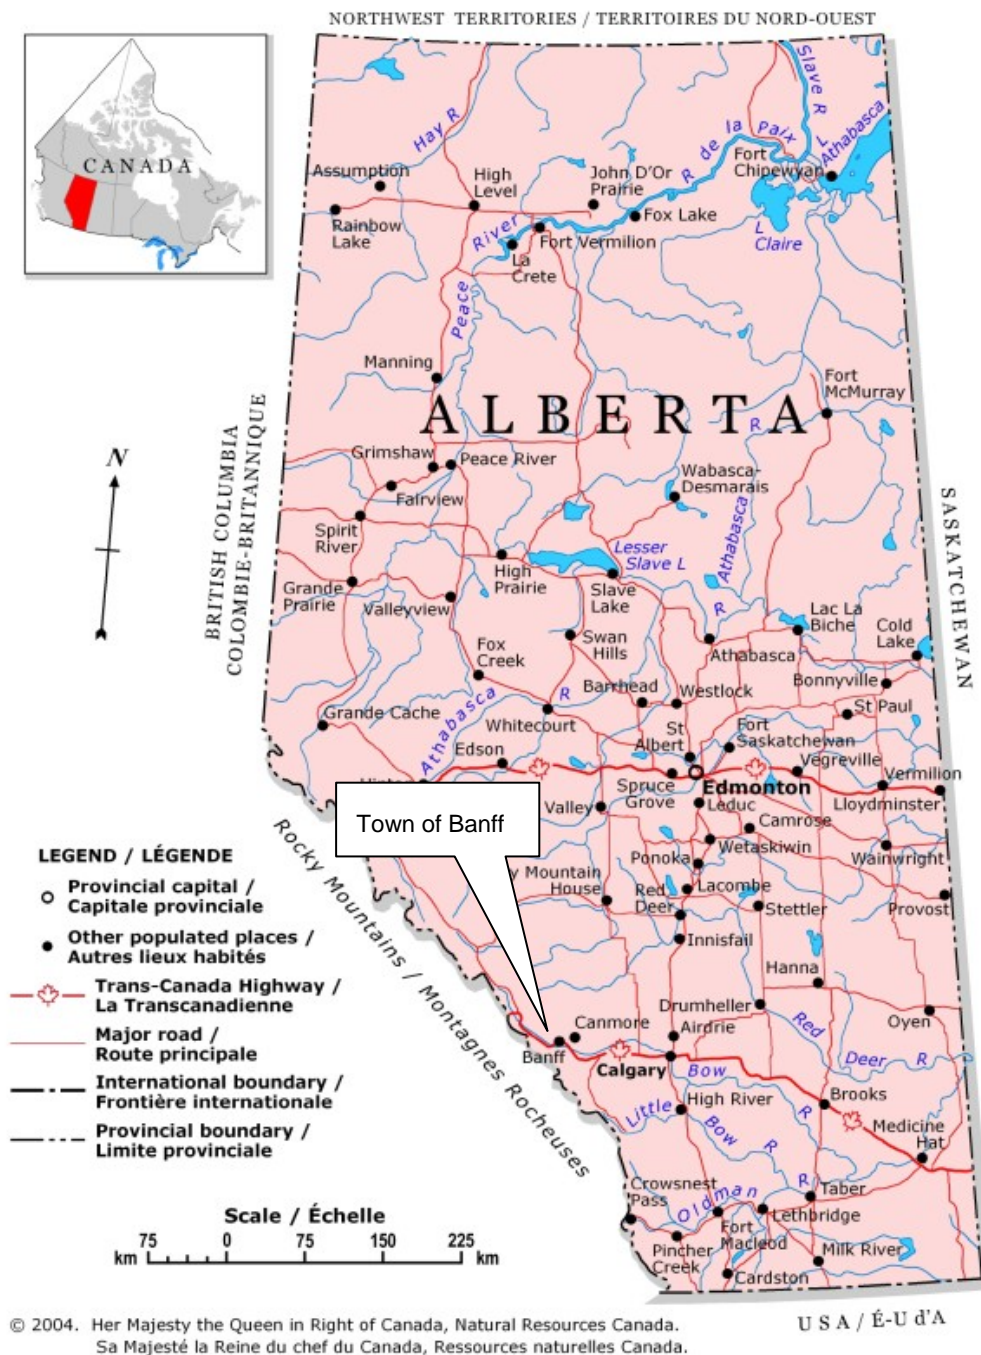 NORTHWEST TERRITORIES / TERRITOIRES DU NORD-OUEST
CANADA
Hay R
Slave R
L Athabasca
R de la Paix
Assumption
High
Level
John D'Or
Prairie
Fort
Chipewyan
Rainbow
Lake
Fox Lake
Fort Vermilion
L
Claire
La
Crete
Peace River
Manning
Fort
McMurray
ALBERTA
BRITISH COLUMBIA
COLOMBIE-BRITANNIQUE
N
SASKATCHEWAN
Grimshaw
Peace River
Fairview
Wabasca-
Desmarais
Athabasca R
Spirit
River
Lesser
Slave L
High
Prairie
Slave
Lake
Grande
Prairie
Valleyview
Lac La
Biche
Cold
Lake
Swan
Hills
R
Athabasca
Fox
Creek
Bonnyville
Barrhead
Westlock
St Paul
Athabasca R
Grande Cache
Whitecourt
St
Albert
Fort
Saskatchewan
Edson
Vegreville
Vermilion
Spruce
Grove
Edmonton
Lloydminster
Valley
Leduc
Camrose
Town of Banff
Wetaskiwin
Wainwright
Ponoka
Mountain
House
Red
Deer
Lacombe
Stettler
Provost
Innisfail
Hanna
Drumheller
Oyen
Red Deer R
Airdrie
Canmore
Banff
Calgary
Bow R
Brooks
High River
Little Bow R
Medicine
Hat
Crowsnest
Pass
Oldman R
Taber
Lethbridge
Fort
Macleod
Pincher
Creek
Milk River
Cardston
Rocky Mountains / Montagnes Rocheuses
LEGEND / LÉGENDE
Provincial capital /
Capitale provinciale
Other populated places /
Autres lieux habités
Trans-Canada Highway /
La Transcanadienne
Major road /
Route principale
International boundary /
Frontière internationale
Provincial boundary /
Limite provinciale
Scale / Échelle
75 0 75 150 225
km km
USA / É-U d'A
© 2004. Her Majesty the Queen in Right of Canada, Natural Resources Canada.
Sa Majesté la Reine du chef du Canada, Ressources naturelles Canada.